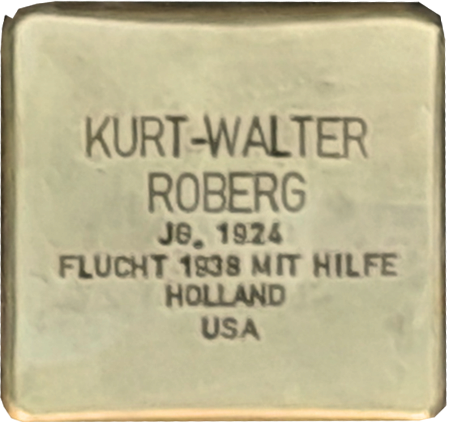 KURT-WALTER
ROBERG
JG. 1924
FLUCHT 1938 MIT HILFE
HOLLAND
USA